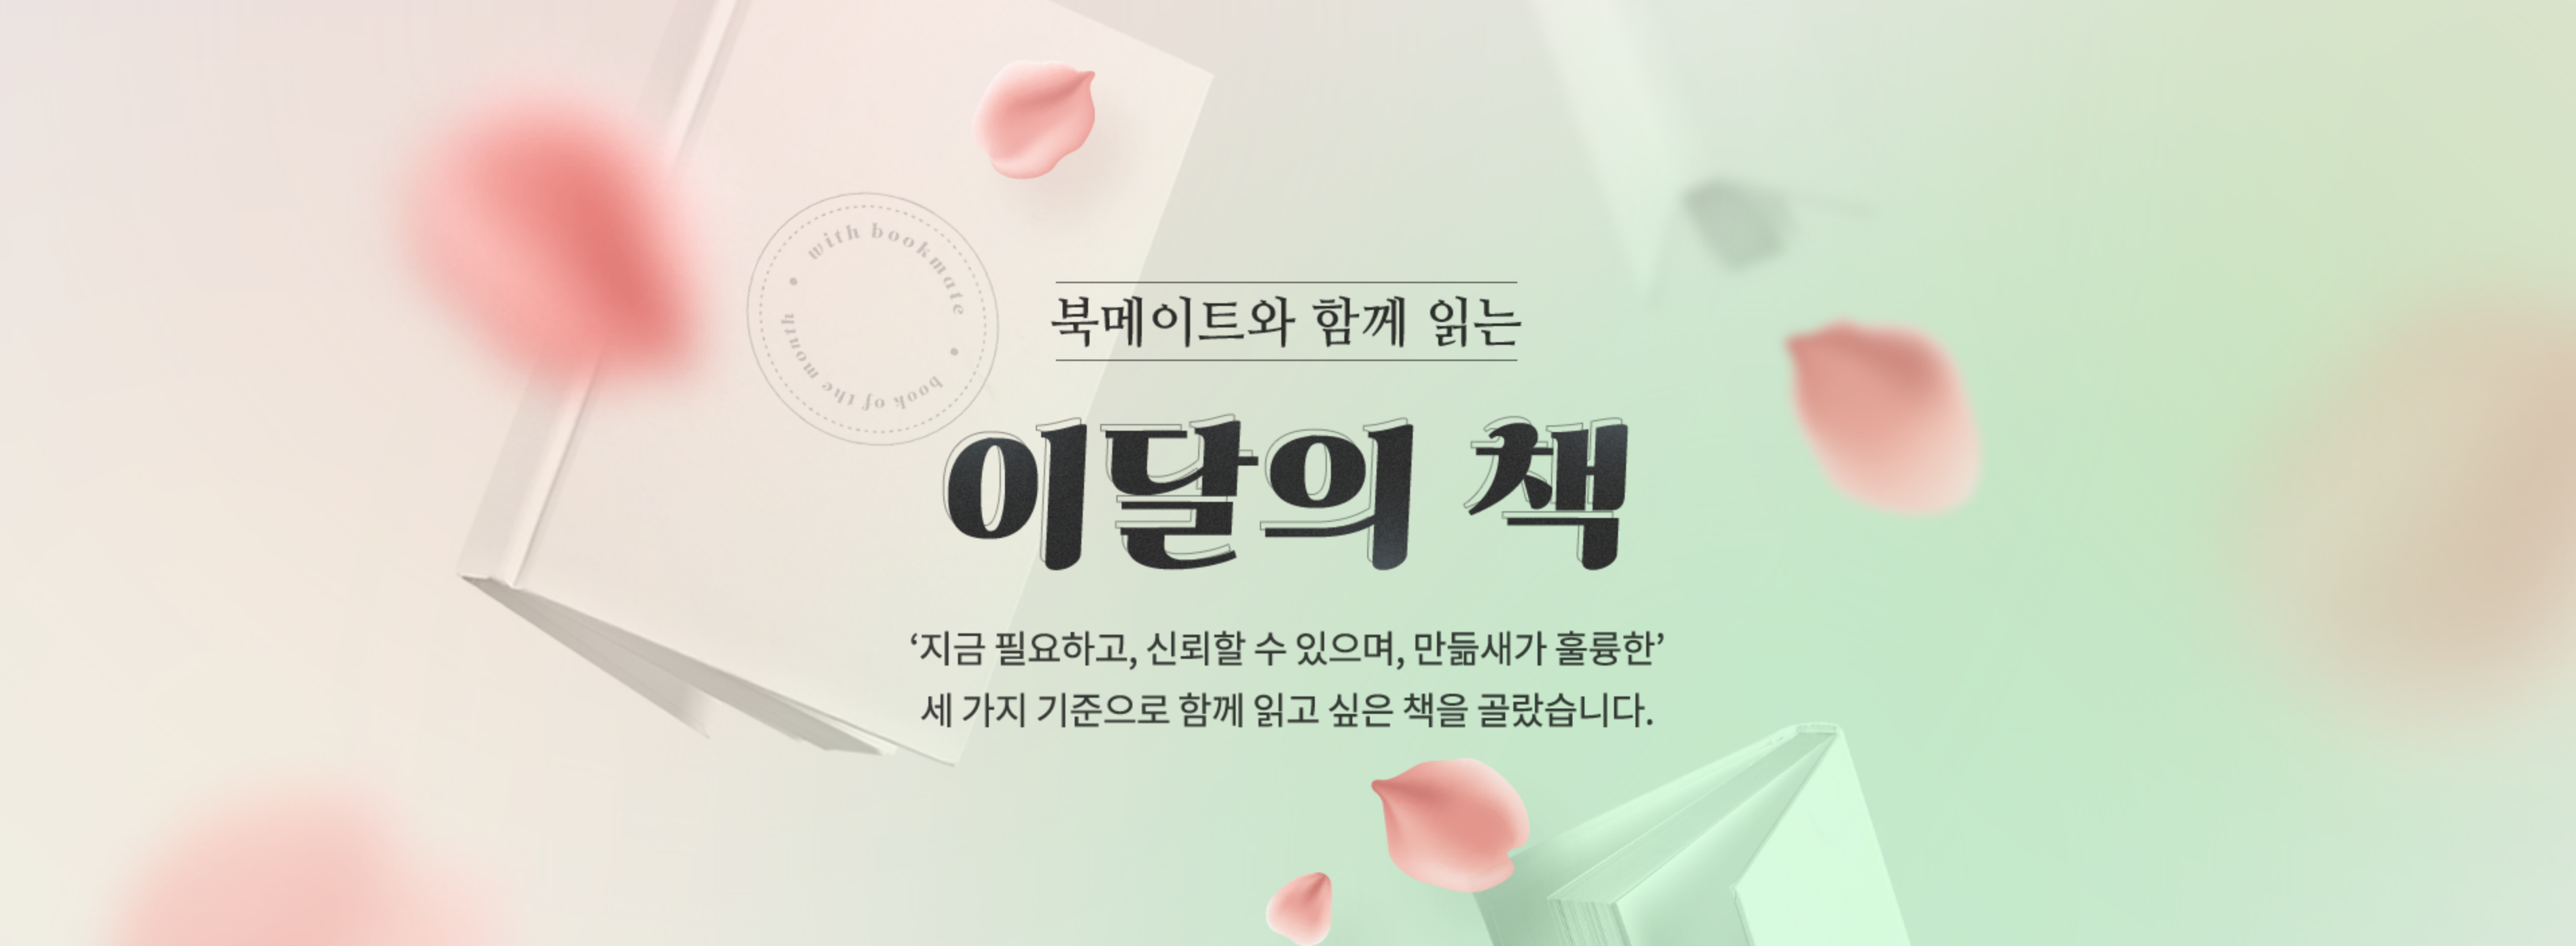 with bookmate
book of the month
북메이트와 함께 읽는
이달의 책
‘지금 필요하고, 신뢰할 수 있으며, 만듦새가 훌륭한’
세 가지 기준으로 함께 읽고 싶은 책을 골랐습니다.